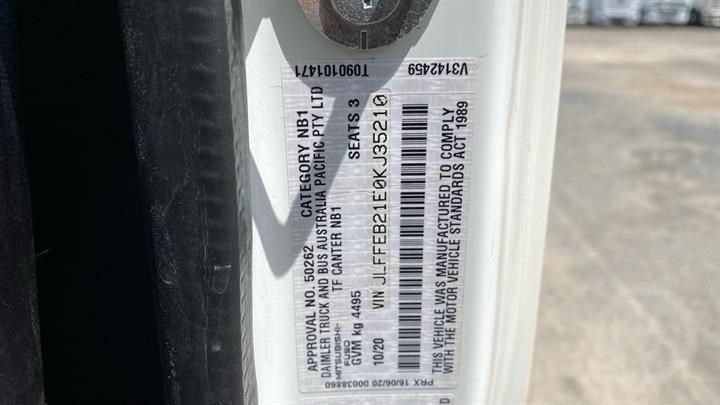 APPROVAL NO. 50262 CATEGORY NB1 T090101471
DAIMLER TRUCK AND BUS AUSTRALIA PACIFIC PTY LTD
MITSUBISHI- FUSO TF CANTER NB1
GVM kg 4495 SEATS 3
10/20 VIN JLFFEB21E0KJ35210 V3142459
THIS VEHICLE WAS MANUFACTURED TO COMPLY
WITH THE MOTOR VEHICLE STANDARDS ACT 1989
PRX 16/06/20 00038860